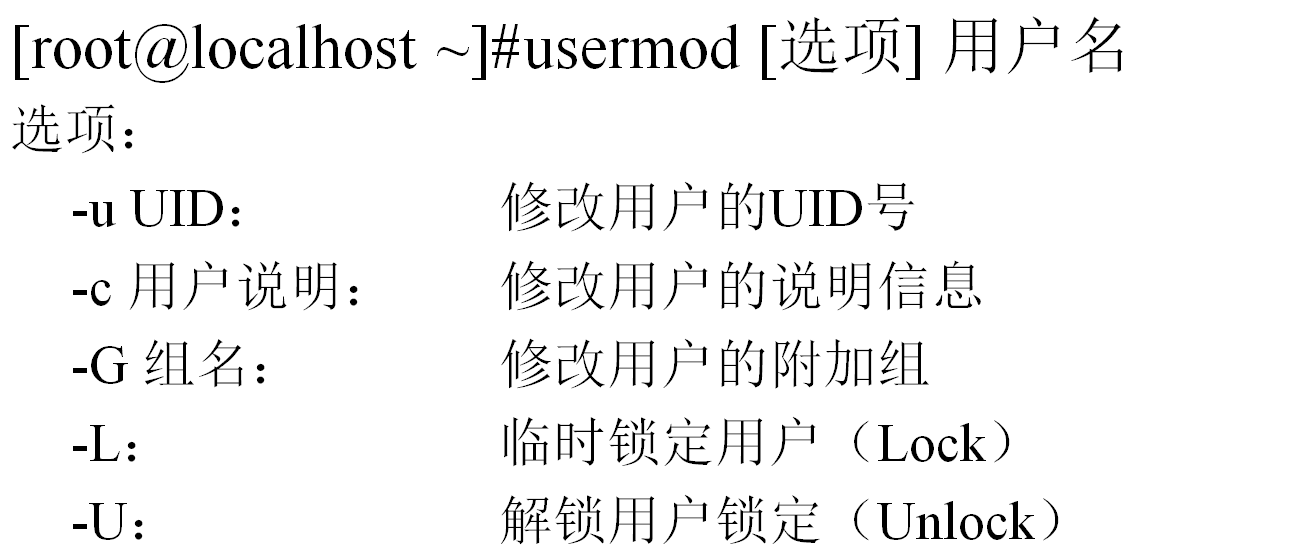 [root@localhost ~]#usermod [选项] 用户名
选项：
-u UID： 修改用户的UID号
-c 用户说明： 修改用户的说明信息
-G 组名： 修改用户的附加组
-L： 临时锁定用户（Lock）
-U： 解锁用户锁定（Unlock）